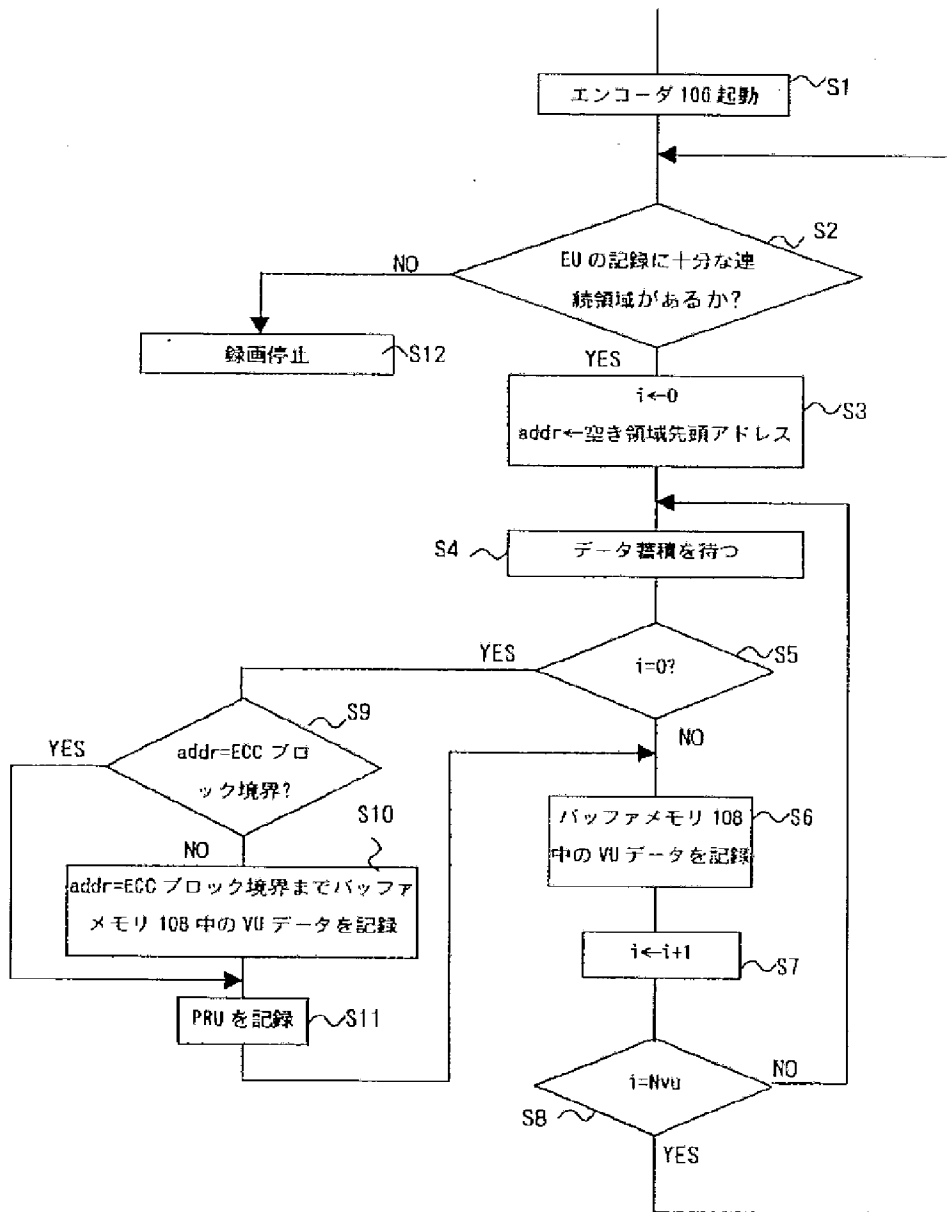 エンコーダ 106 起動
S1
S2
NO
EU の記録に十分な連
続領域があるか?
録画停止
S12
YES
i←0
addr←空き領域先頭アドレス
S3
S4
データ蓄積を待つ
YES
i=0?
S5
S9
NO
YES
addr=ECC ブロ
ック境界?
S10
バッファメモリ 108
中の VU データを記録
S6
NO
addr=ECC ブロック境界までバッファ
メモリ 108 中の VU データを記録
i←i+1
S7
PRU を記録
S11
i=Nvu
NO
S8
YES